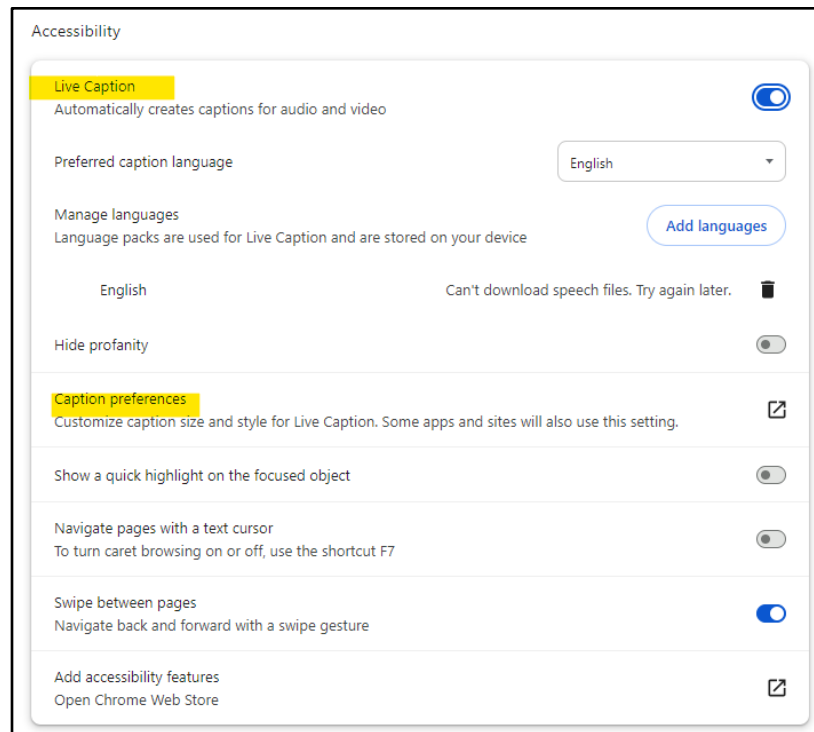 Accessibility
Live Caption
Automatically creates captions for audio and video
Preferred caption language
English
Manage languages
Language packs are used for Live Caption and are stored on your device
Add languages
English
Can't download speech files. Try again later.
Hide profanity
Caption preferences
Customize caption size and style for Live Caption. Some apps and sites will also use this setting.
Show a quick highlight on the focused object
Navigate pages with a text cursor
To turn caret browsing on or off, use the shortcut F7
Swipe between pages
Navigate back and forward with a swipe gesture
Add accessibility features
Open Chrome Web Store